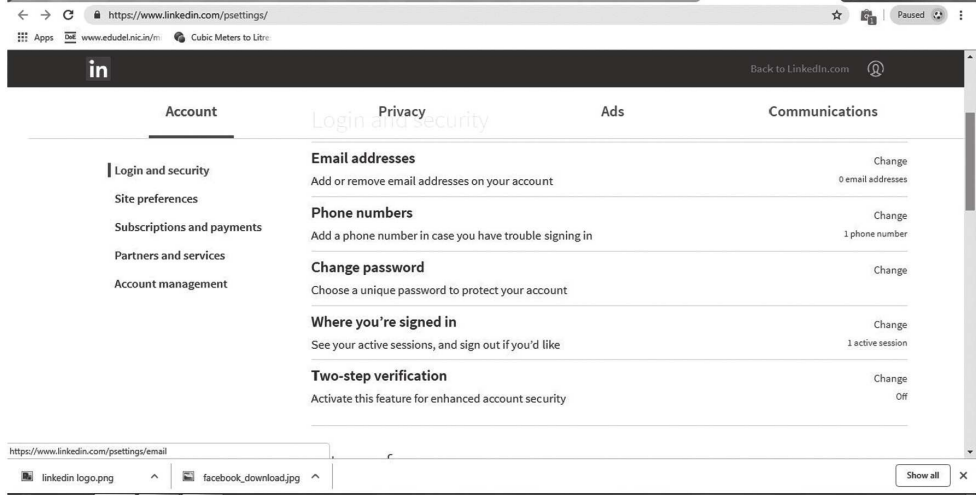 https://www.linkedin.com/psettings/
Paused
Apps
DoE
www.edudel.nic.in/m
Cubic Meters to Litre
in
Back to LinkedIn.com
Account
Privacy
Ads
Communications
Login and security
Login and security
Site preferences
Subscriptions and payments
Partners and services
Account management
Email addresses
Change
Add or remove email addresses on your account
0 email addresses
Phone numbers
Change
Add a phone number in case you have trouble signing in
1 phone number
Change password
Change
Choose a unique password to protect your account
Where you’re signed in
Change
See your active sessions, and sign out if you’d like
1 active session
Two-step verification
Change
Activate this feature for enhanced account security
Off
https://www.linkedin.com/psettings/email
linkedin logo.png
facebook_download.jpg
Show all